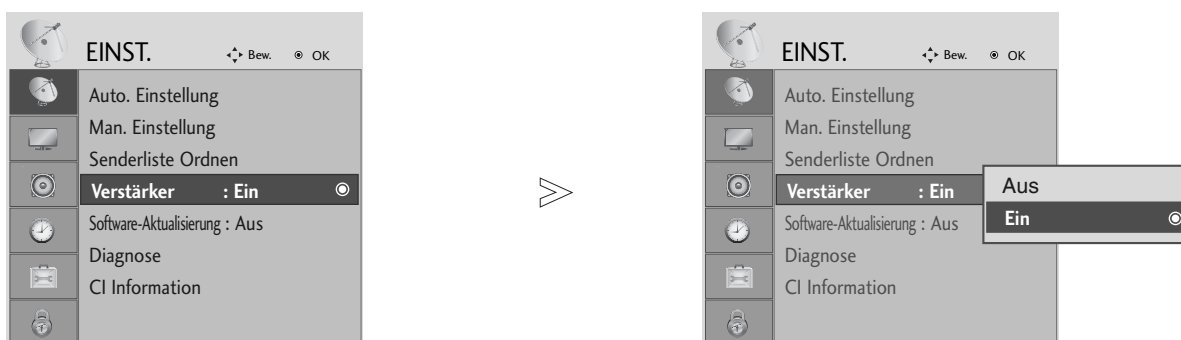 EINST. Bew. OK
Auto. Einstellung
Man. Einstellung
Senderliste Ordnen
Verstärker : Ein
Software-Aktualisierung : Aus
Diagnose
CI Information
EINST. Bew. OK
Auto. Einstellung
Man. Einstellung
Senderliste Ordnen
Verstärker : Ein
Software-Aktualisierung : Aus
Diagnose
CI Information
Aus
Ein